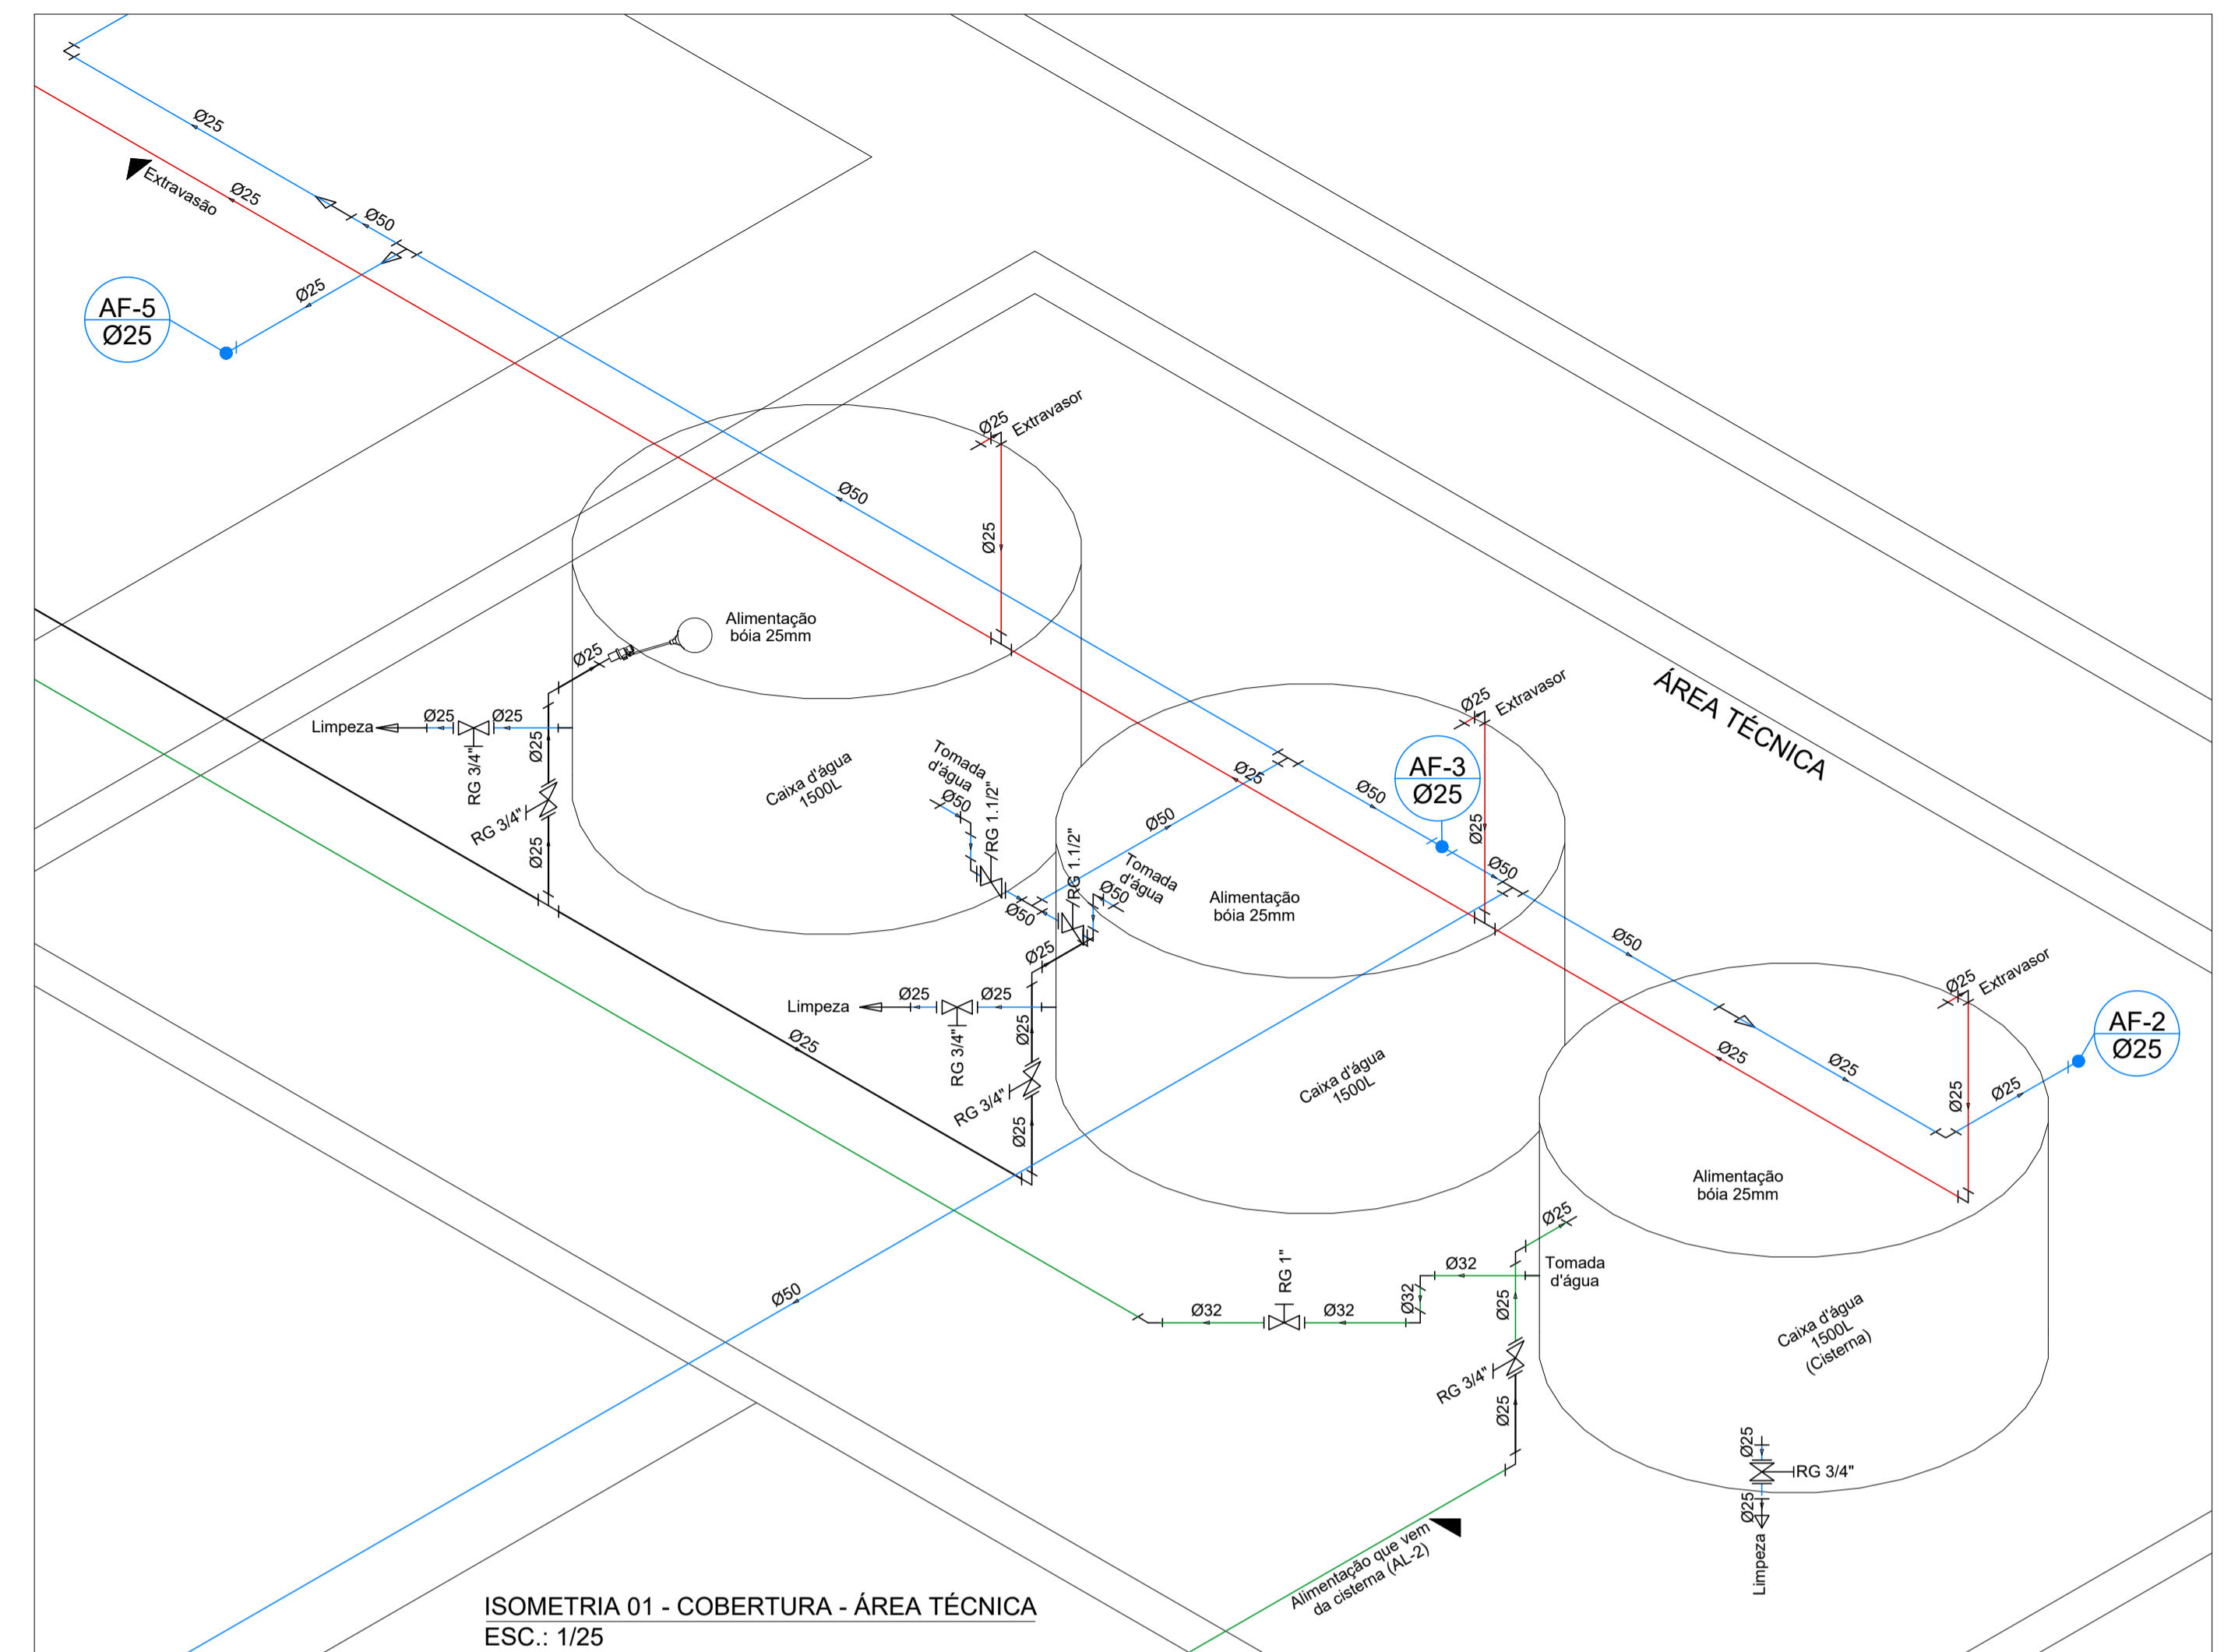 Ø25
Extravasão
Ø25
Ø50
Ø25
AF-5
Ø25
Ø25
Extravasor
Ø50
Ø25
Alimentação
bóia 25mm
Ø25
Limpeza
Ø25
Ø25
RG 3/4"
Ø25
RG 3/4"
Ø25
Caixa d'água
1500L
Tomada
d'água
Ø50
RG 1.1/2"
Ø50
Ø50
RG 1.1/2"
Tomada
d'água
Ø50
Ø25
Ø50
AF-3
Ø25
Ø25
Extravasor
Ø25
Ø50
ÁREA TÉCNICA
Alimentação
bóia 25mm
Ø25
Limpeza
Ø25
Ø25
RG 3/4"
Ø25
RG 3/4"
Ø25
Ø25
Caixa d'água
1500L
Ø50
Ø25
Extravasor
AF-2
Ø25
Ø25
Ø25
Ø25
Ø25
Alimentação
bóia 25mm
Ø25
Tomada
d'água
Ø32
Ø32
RG 1"
Ø32
Ø32
Ø25
RG 3/4"
Ø25
Ø50
Caixa d'água
1500L
(Cisterna)
Ø25
RG 3/4"
Ø25
Limpeza
Alimentação que vem
da cisterna (AL-2)
ISOMETRIA 01 - COBERTURA - ÁREA TÉCNICA
ESC.: 1/25